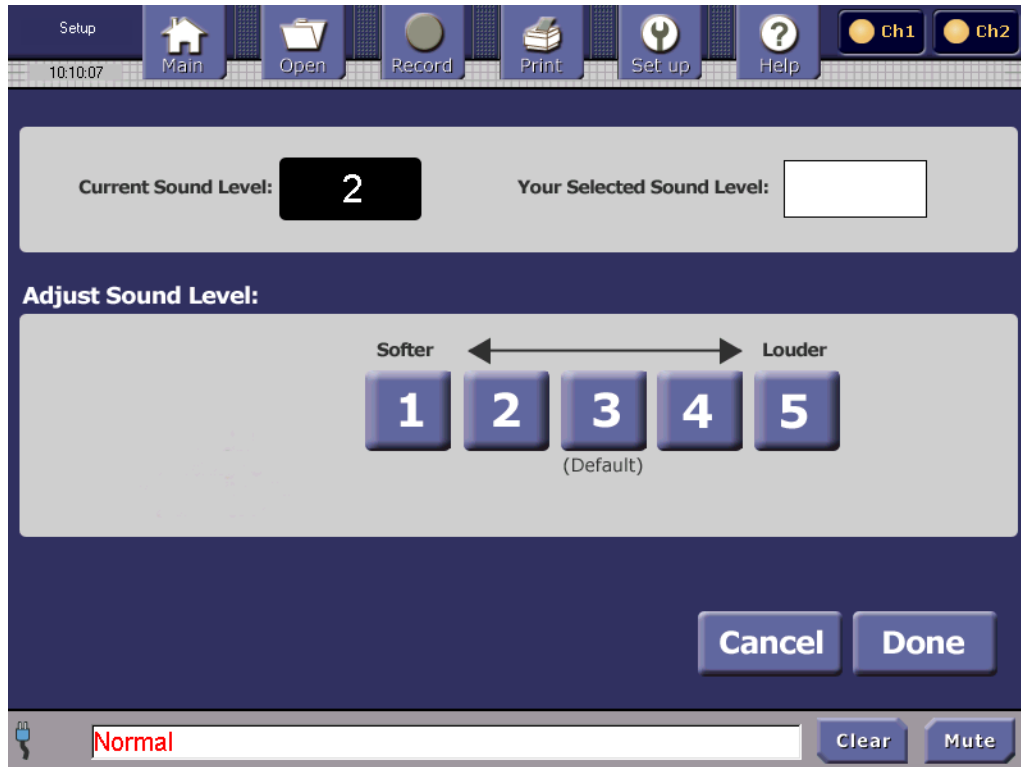 Setup
10:10:07
Main
Open
Record
Print
Set up
Help
Ch1
Ch2
Current Sound Level: 2
Your Selected Sound Level:
Adjust Sound Level:
Softer Louder
1 2 3 4 5
(Default)
Cancel Done
Normal
Clear
Mute